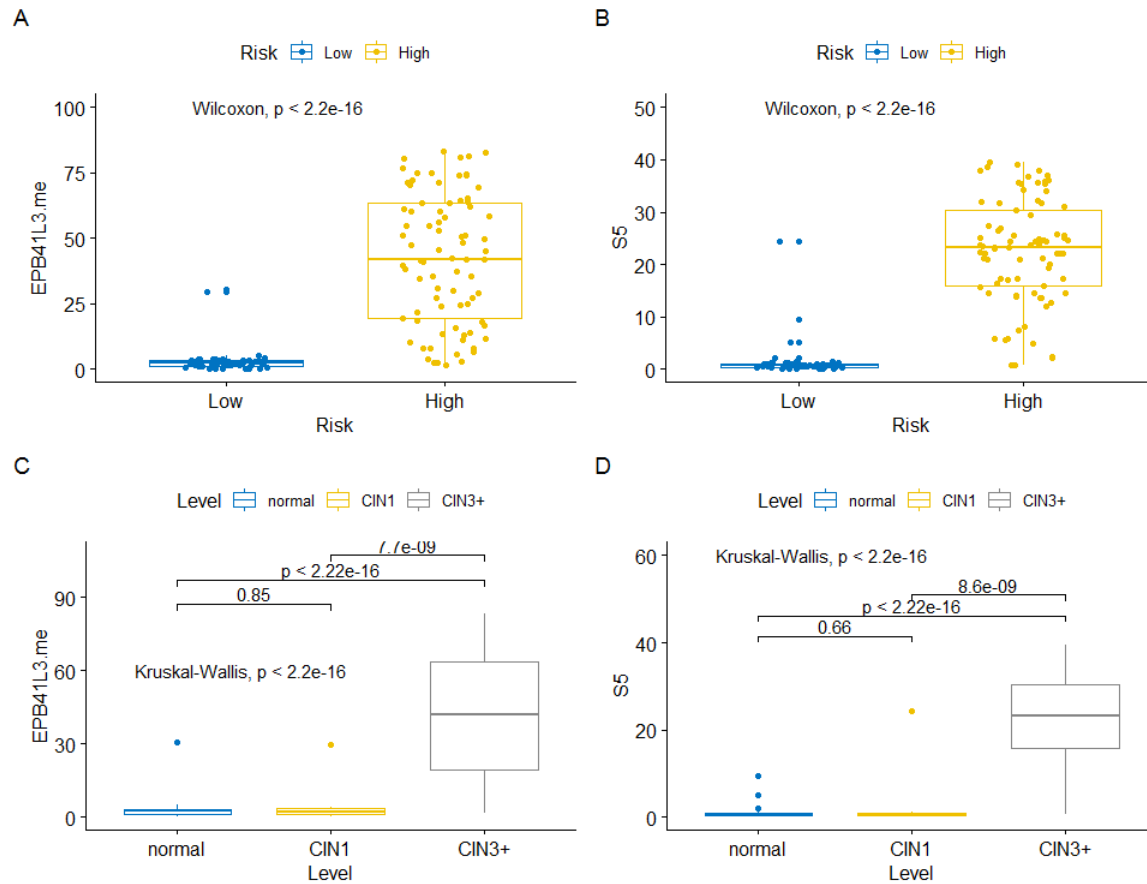 A
Risk Low High
Wilcoxon, p < 2.2e-16
EPB41L3.me
100
75
50
25
0
Low High
Risk
B
Risk Low High
Wilcoxon, p < 2.2e-16
S5
50
40
30
20
10
0
Low High
Risk
C
Level normal CIN1 CIN3+
7.7e-09
p < 2.22e-16
0.85
Kruskal-Wallis, p < 2.2e-16
EPB41L3.me
90
60
30
0
normal CIN1 CIN3+
Level
D
Level normal CIN1 CIN3+
Kruskal-Wallis, p < 2.2e-16
8.6e-09
p < 2.22e-16
0.66
S5
60
40
20
0
normal CIN1 CIN3+
Level